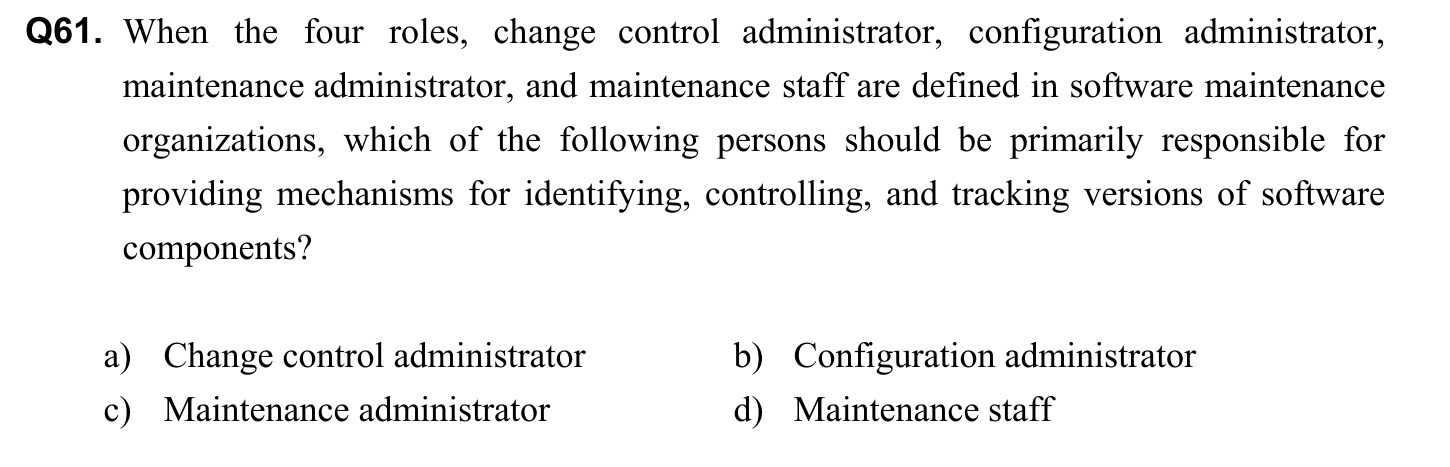 Q61. When the four roles, change control administrator, configuration administrator,
maintenance administrator, and maintenance staff are defined in software maintenance
organizations, which of the following persons should be primarily responsible for
providing mechanisms for identifying, controlling, and tracking versions of software
components?
a) Change control administrator b) Configuration administrator
c) Maintenance administrator d) Maintenance staff